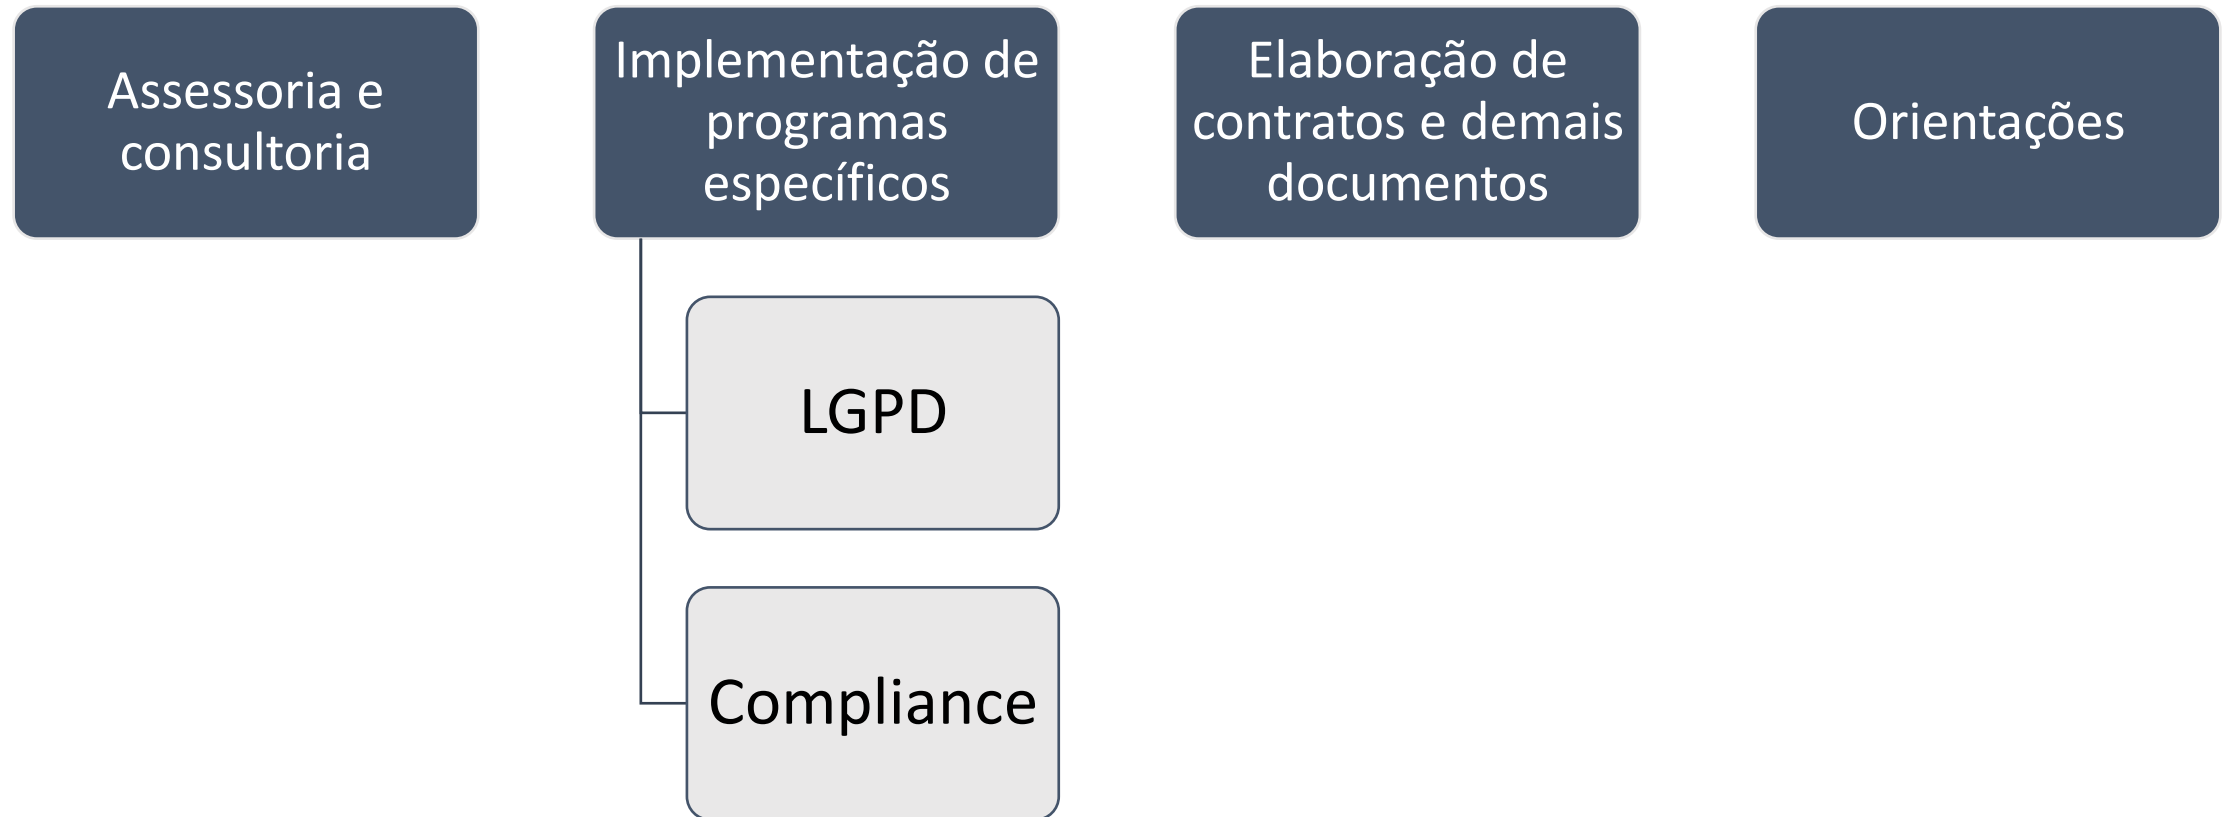 Assessoria e
consultoria
Implementação de
programas
específicos
LGPD
Compliance
Elaboração de
contratos e demais
documentos
Orientações